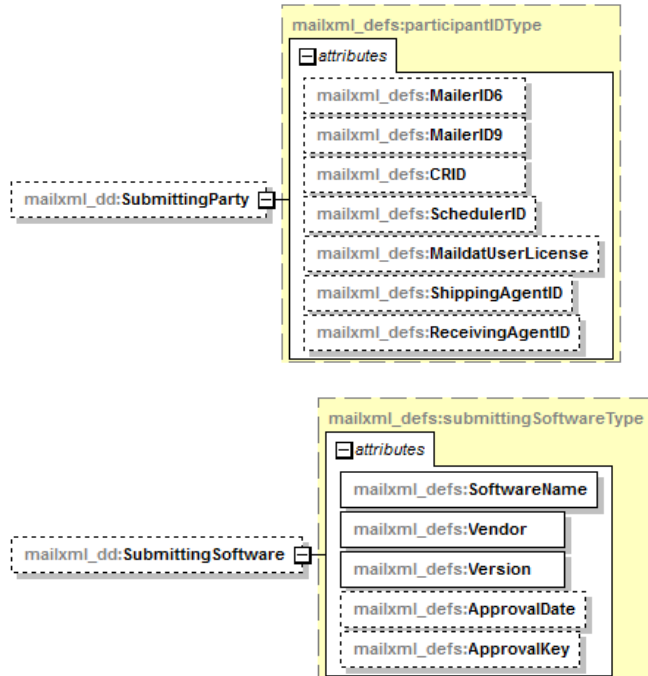 mailxml_defs:participantIDType
attributes
mailxml_defs:MailerID6
mailxml_defs:MailerID9
mailxml_defs:CRID
mailxml_dd:SubmittingParty
mailxml_defs:SchedulerID
mailxml_defs:MaildatUserLicense
mailxml_defs:ShippingAgentID
mailxml_defs:ReceivingAgentID
mailxml_defs:submittingSoftwareType
attributes
mailxml_defs:SoftwareName
mailxml_defs:Vendor
mailxml_dd:SubmittingSoftware
mailxml_defs:Version
mailxml_defs:ApprovalDate
mailxml_defs:ApprovalKey